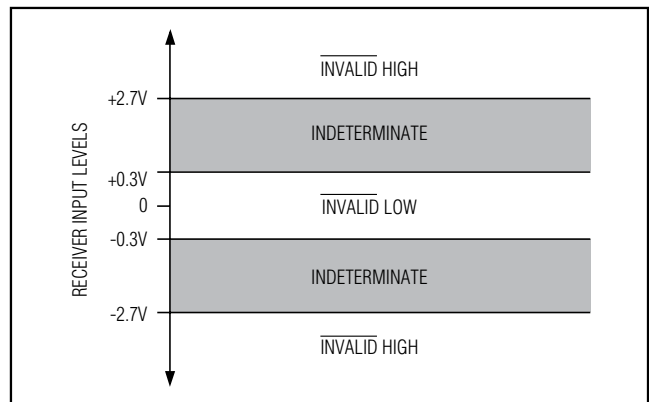 INVALID HIGH
+2.7V
INDETERMINATE
+0.3V
0
INVALID LOW
-0.3V
INDETERMINATE
-2.7V
INVALID HIGH
RECEIVER INPUT LEVELS